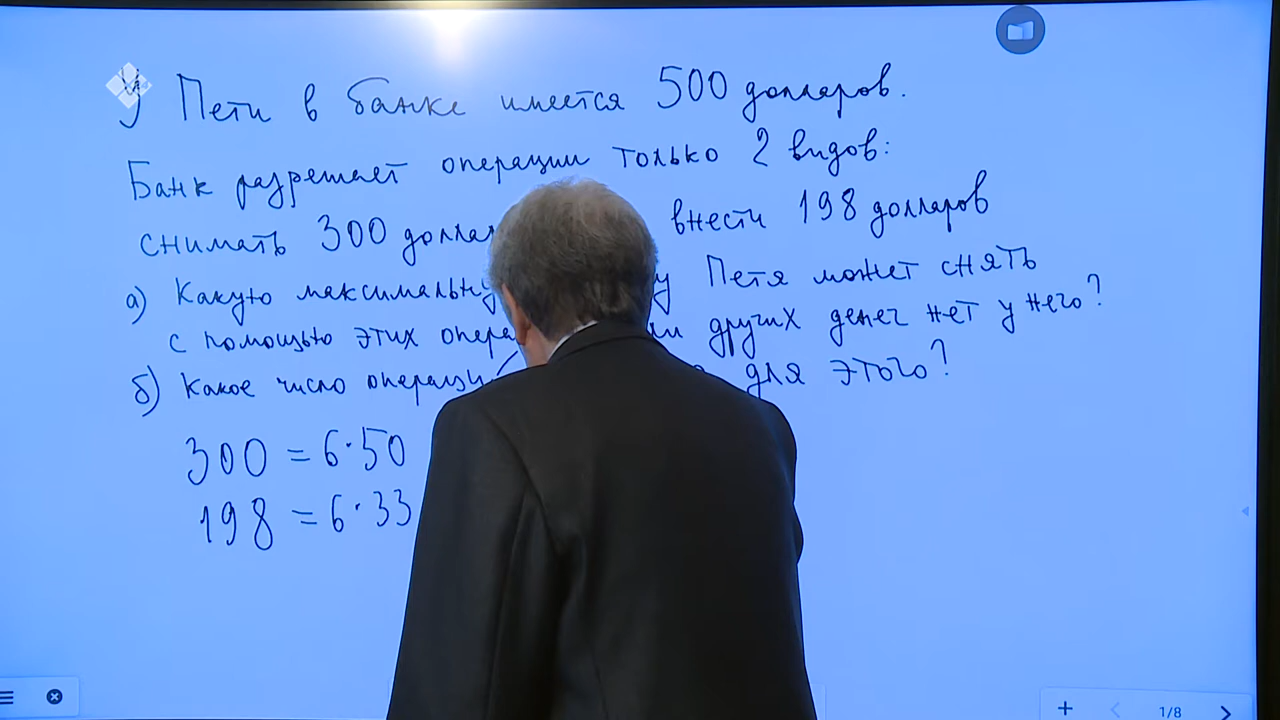 У Пети в банке имеется 500 долларов.
Банк разрешает операции только 2 видов:
снимать 300 внести 198 долларов
а) Какую Петя может снять
с помощью этих других денег нет у него?
б) Какое число для этого?
300 = 6·50
198 = 6·33
1/8